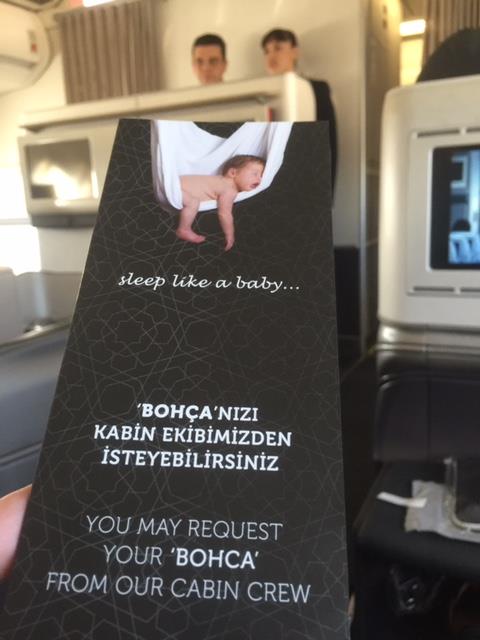 sleep like a baby...
'BOHÇA'NIZI
KABİN EKİBİMİZDEN
İSTEYEBİLİRSİNİZ
YOU MAY REQUEST
YOUR 'BOHCA'
FROM OUR CABIN CREW